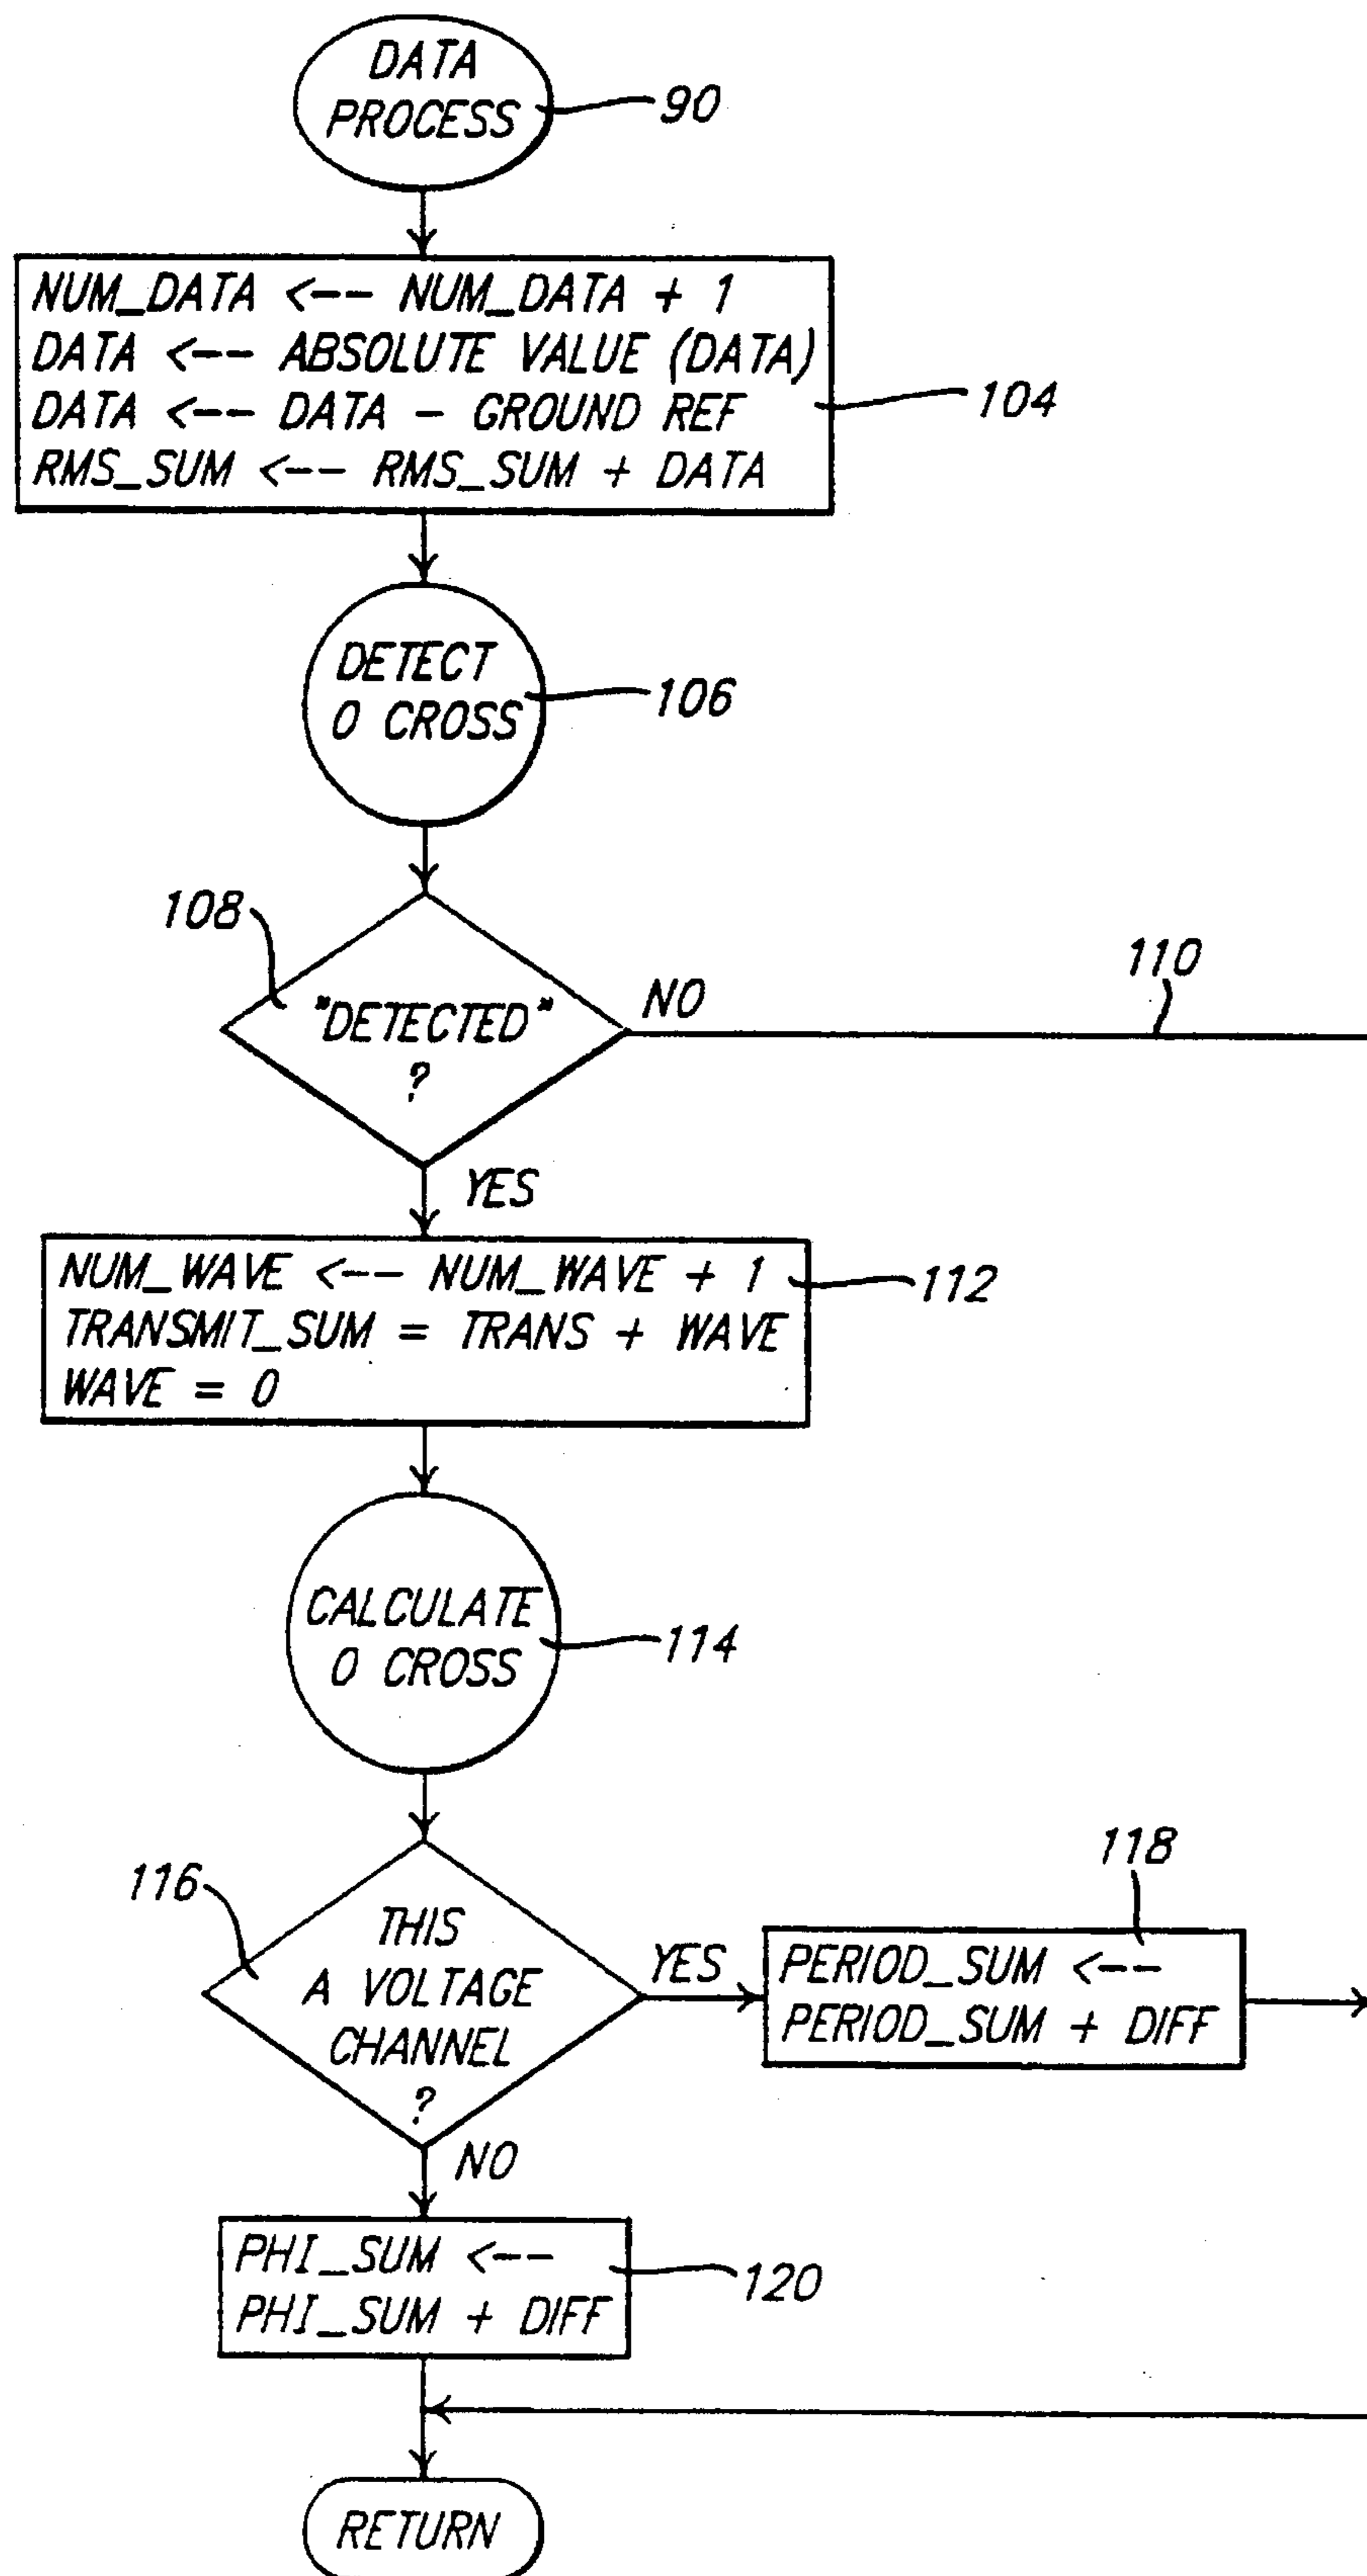 DATA
PROCESS
90
NUM_DATA <-- NUM_DATA + 1
DATA <-- ABSOLUTE VALUE (DATA)
DATA <-- DATA - GROUND REF
RMS_SUM <-- RMS_SUM + DATA
104
DETECT
0 CROSS
106
108
"DETECTED"
?
NO
110
YES
NUM_WAVE <-- NUM_WAVE + 1
TRANSMIT_SUM = TRANS + WAVE
WAVE = 0
112
CALCULATE
0 CROSS
114
116
THIS
A VOLTAGE
CHANNEL
?
YES
118
PERIOD_SUM <--
PERIOD_SUM + DIFF
NO
PHI_SUM <--
PHI_SUM + DIFF
120
RETURN